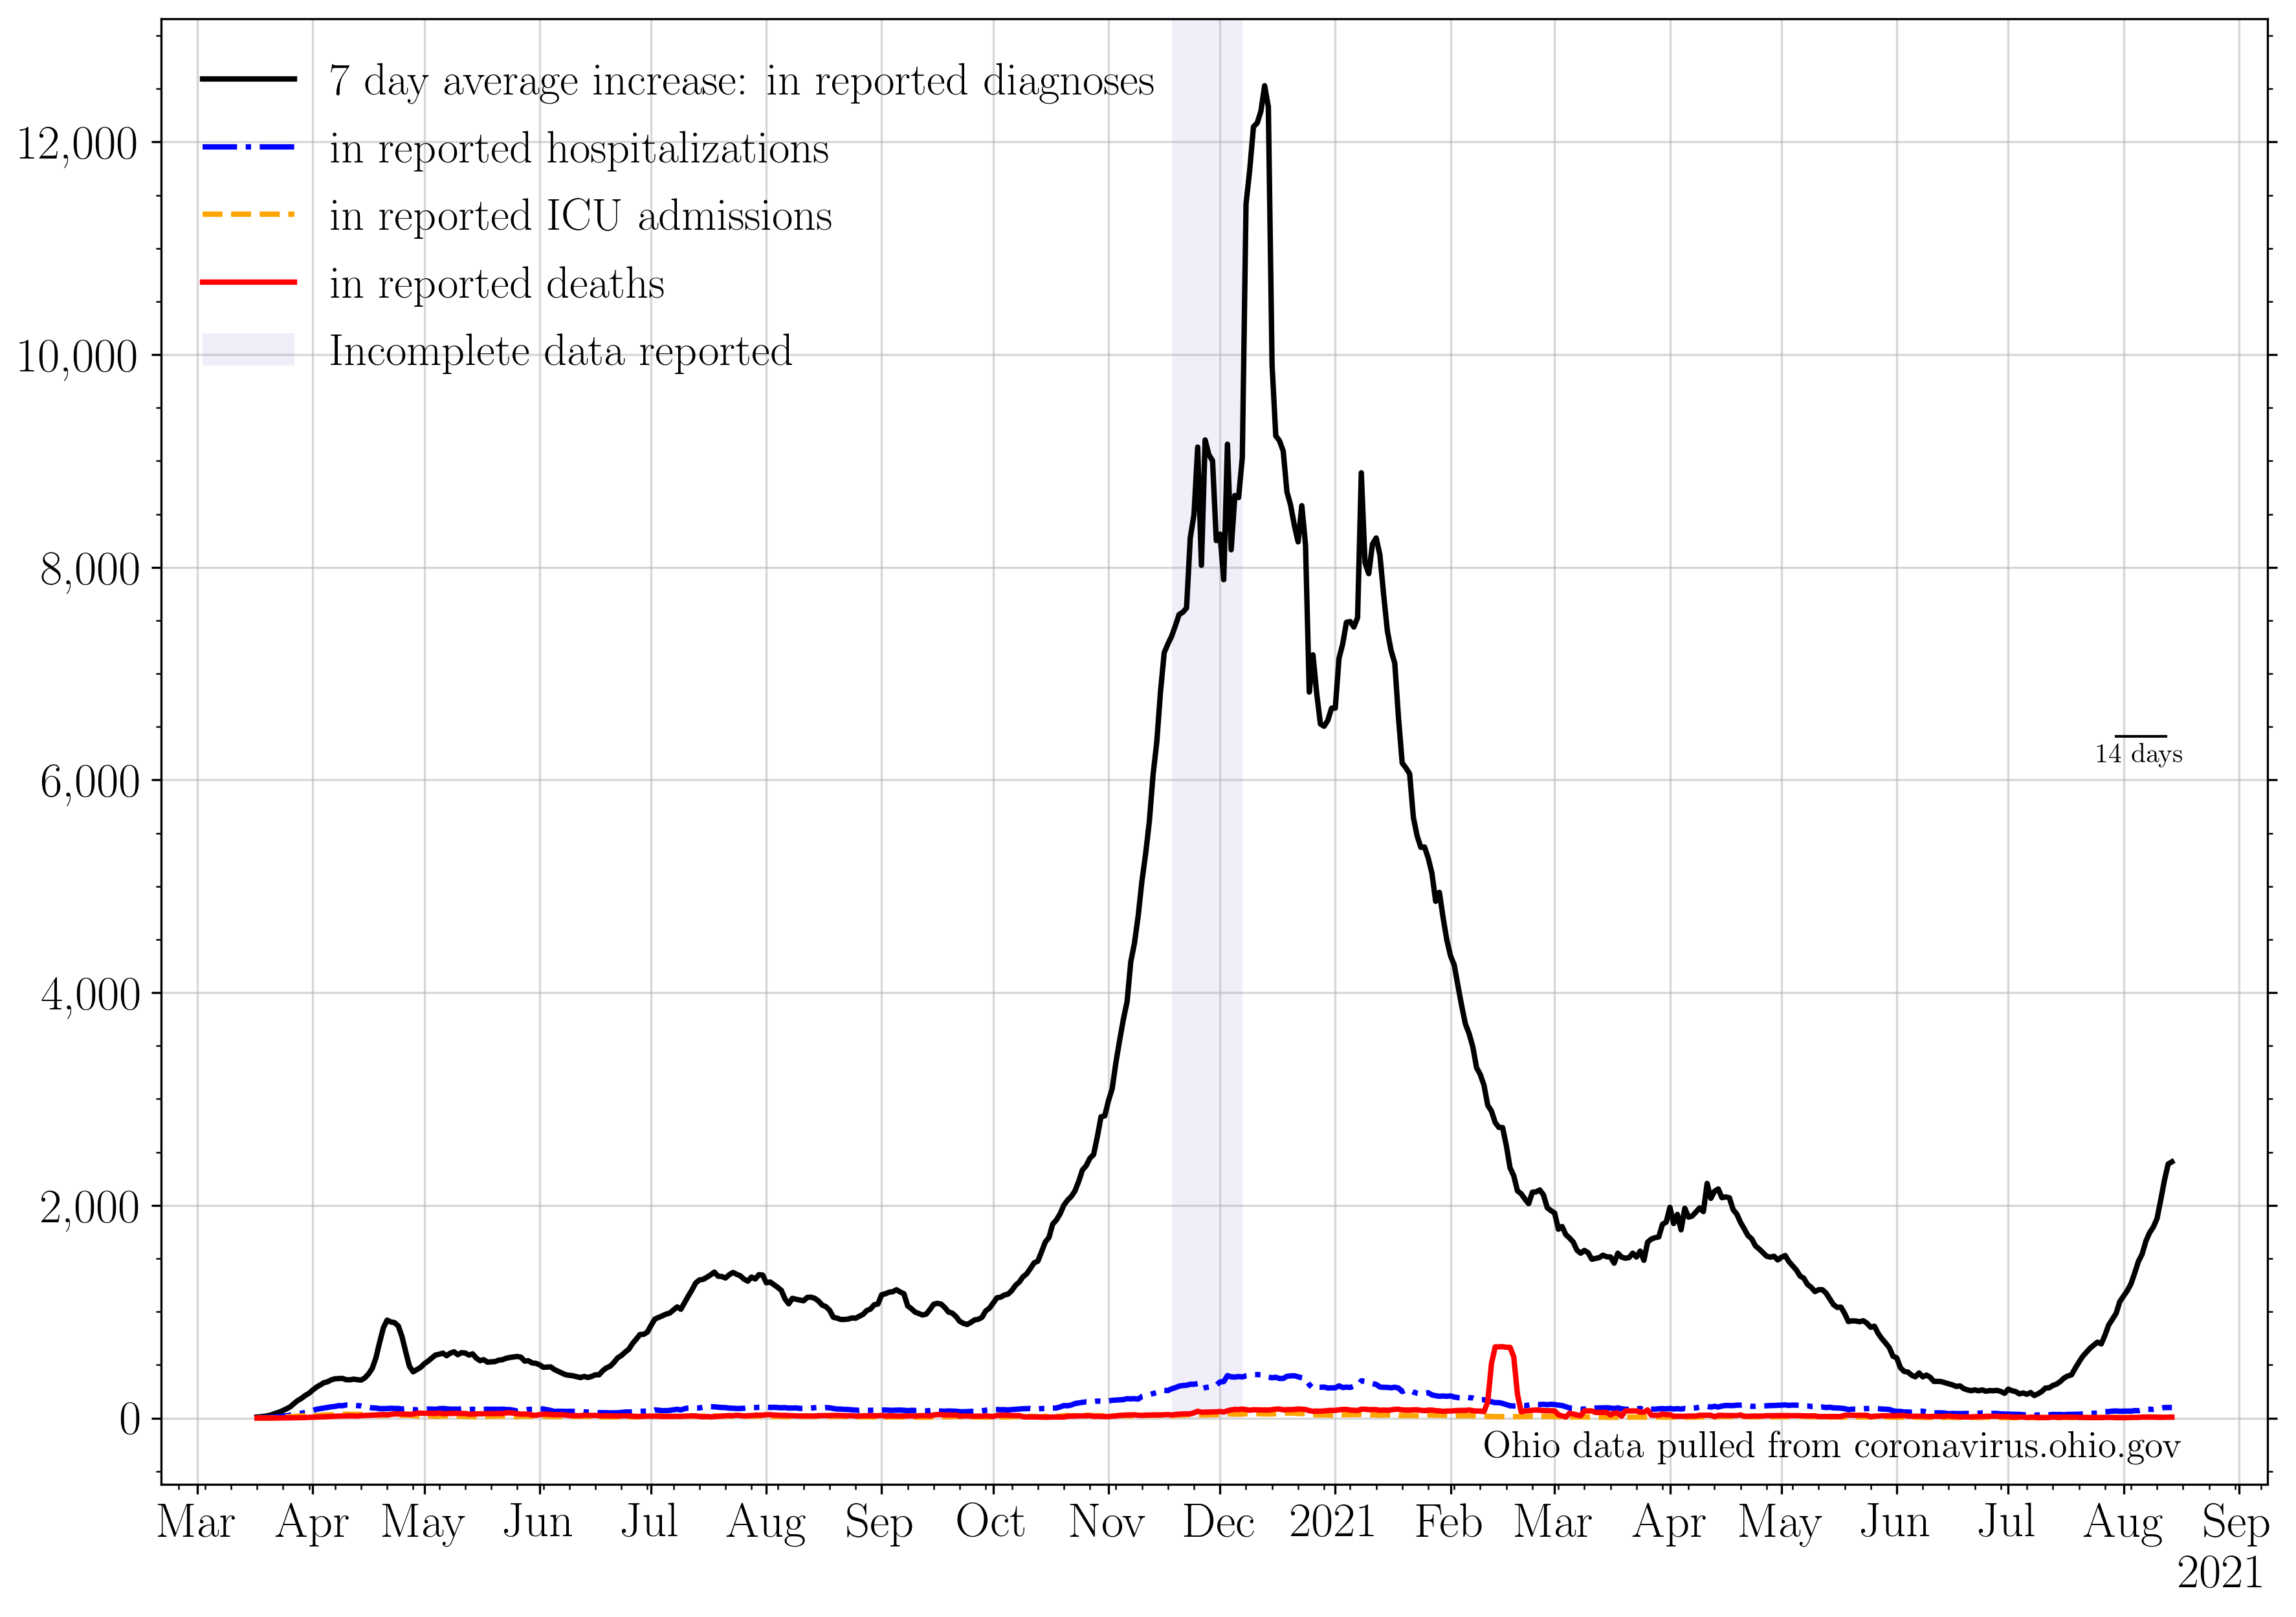 7 day average increase: in reported diagnoses
in reported hospitalizations
in reported ICU admissions
in reported deaths
Incomplete data reported
12,000
10,000
8,000
6,000
4,000
2,000
0
14 days
Ohio data pulled from coronavirus.ohio.gov
Mar Apr May Jun Jul Aug Sep Oct Nov Dec 2021 Feb Mar Apr May Jun Jul Aug Sep
2021